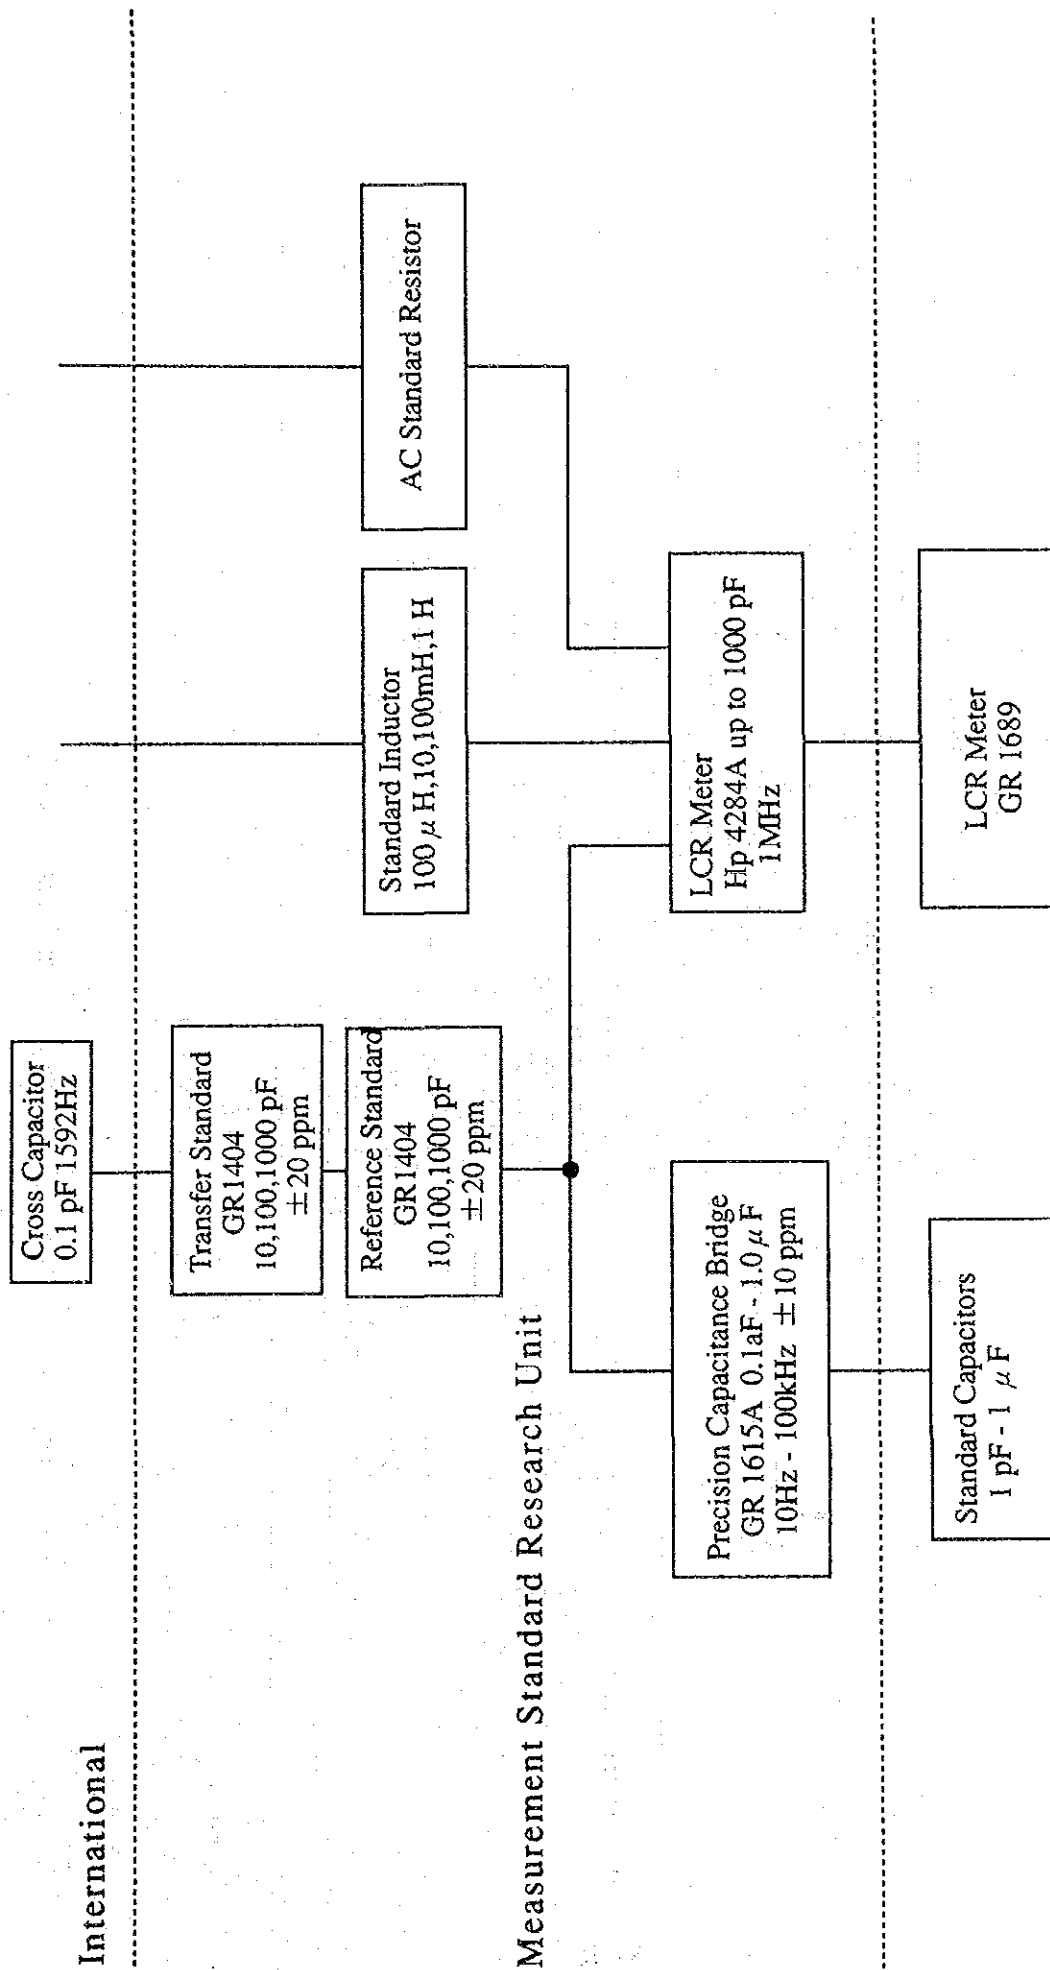 International
Cross Capacitor
0.1 pF 1592Hz
Transfer Standard
GR1404
10,100,1000 pF
±20 ppm
Reference Standard
GR1404
10,100,1000 pF
±20 ppm
Standard Inductor
100 μ H,10,100mH,1 H
AC Standard Resistor
Measurement Standard Research Unit
Precision Capacitance Bridge
GR 1615A 0.1aF - 1.0 μ F
10Hz - 100kHz ±10 ppm
LCR Meter
Hp 4284A up to 1000 pF
1MHz
Standard Capacitors
1 pF - 1 μ F
LCR Meter
GR 1689